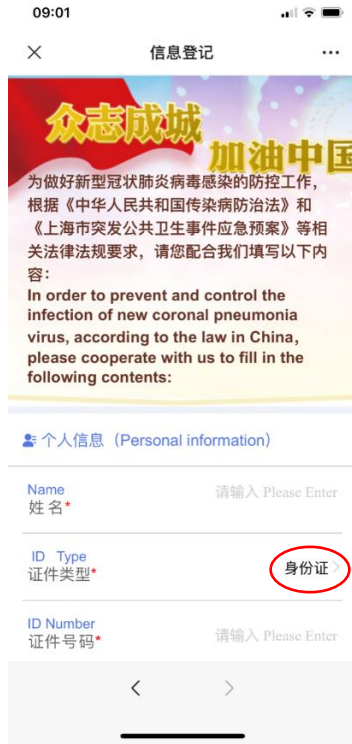 09:01
信息登记
众志成城
加油中国
为做好新型冠状肺炎病毒感染的防控工作，
根据《中华人民共和国传染病防治法》和
《上海市突发公共卫生事件应急预案》等相
关法律法规要求，请您配合我们填写以下内
容：
In order to prevent and control the
infection of new coronal pneumonia
virus, according to the law in China,
please cooperate with us to fill in the
following contents:
个人信息（Personal information）
Name
姓 名*
请输入 Please Enter
ID Type
证件类型*
身份证
ID Number
证件号码*
请输入 Please Enter